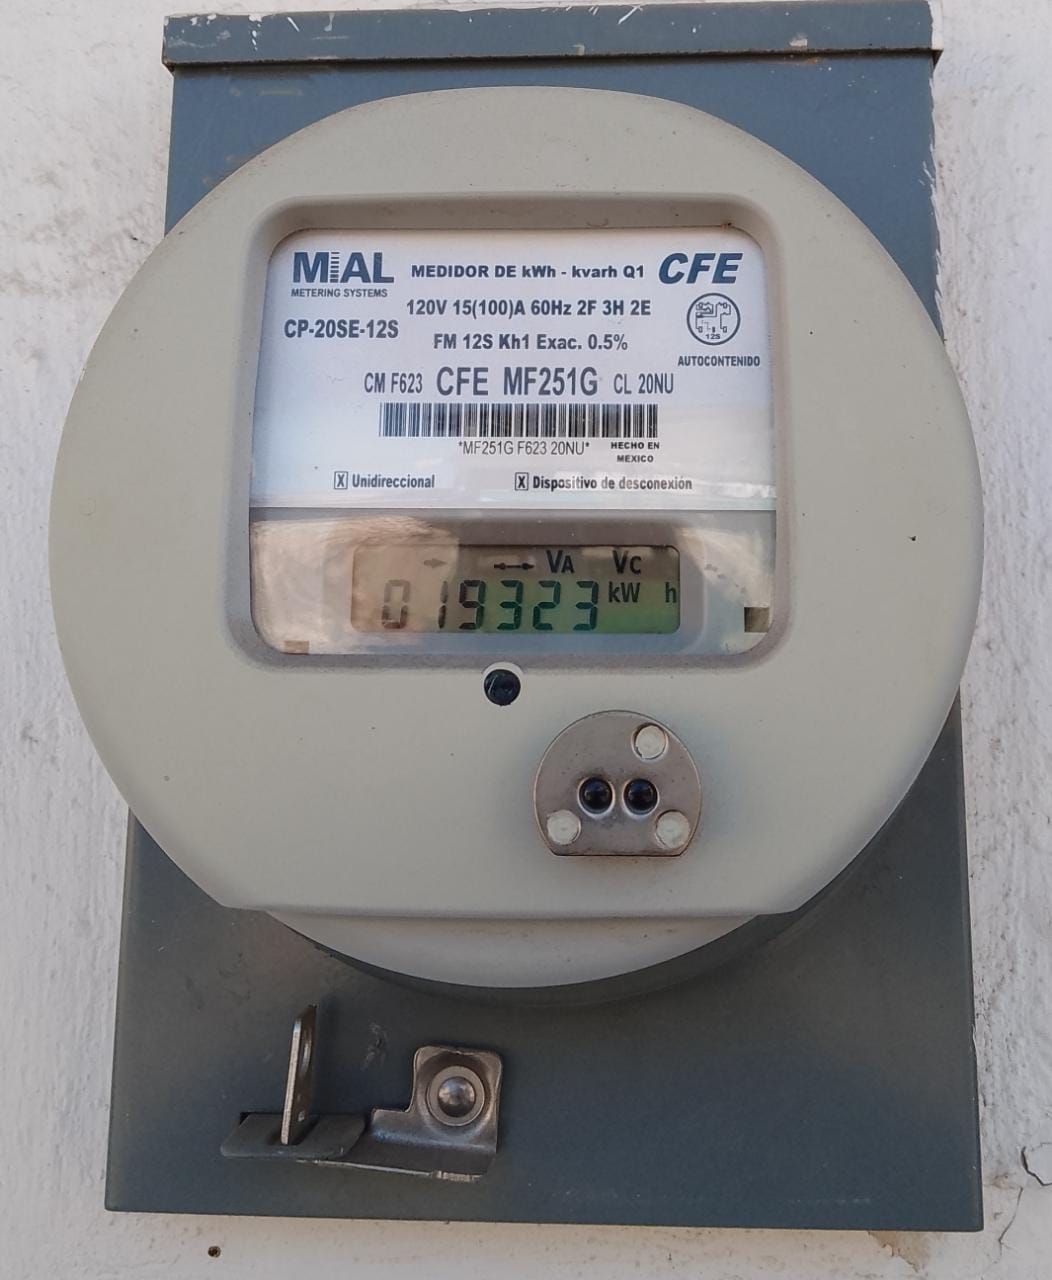 MIAL
METERING SYSTEMS
MEDIDOR DE kWh - kvarh Q1
CFE
120V 15(100)A 60Hz 2F 3H 2E
CP-20SE-12S
FM 12S Kh1 Exac. 0.5%
12S
AUTOCONTENIDO
CM F623 CFE MF251G CL 20NU
*MF251G F623 20NU*
HECHO EN
MEXICO
X Unidireccional
X Dispositivo de desconexión
VA VC
019323 kW h